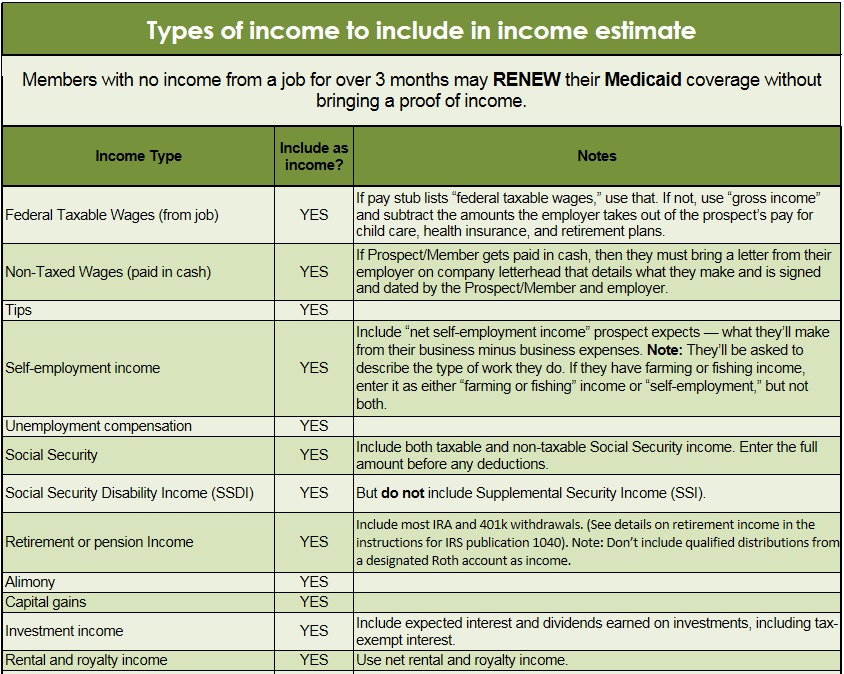 Types of income to include in income estimate
Members with no income from a job for over 3 months may RENEW their Medicaid coverage without
bringing a proof of income.
Income Type
Include as
income?
Notes
Federal Taxable Wages (from job)
YES
If pay stub lists “federal taxable wages,” use that. If not, use “gross income”
and subtract the amounts the employer takes out of the prospect’s pay for
child care, health insurance, and retirement plans.
Non-Taxed Wages (paid in cash)
YES
If Prospect/Member gets paid in cash, then they must bring a letter from their
employer on company letterhead that details what they make and is signed
and dated by the Prospect/Member and employer.
Tips
YES
Self-employment income
YES
Include “net self-employment income” prospect expects — what they’ll make
from their business minus business expenses. Note: They’ll be asked to
describe the type of work they do. If they have farming or fishing income,
enter it as either “farming or fishing” income or “self-employment,” but not
both.
Unemployment compensation
YES
Social Security
YES
Include both taxable and non-taxable Social Security income. Enter the full
amount before any deductions.
Social Security Disability Income (SSDI)
YES
But do not include Supplemental Security Income (SSI).
Retirement or pension Income
YES
Include most IRA and 401k withdrawals. (See details on retirement income in the
instructions for IRS publication 1040). Note: Don’t include qualified distributions from
a designated Roth account as income.
Alimony
YES
Capital gains
YES
Investment income
YES
Include expected interest and dividends earned on investments, including tax-
exempt interest.
Rental and royalty income
YES
Use net rental and royalty income.